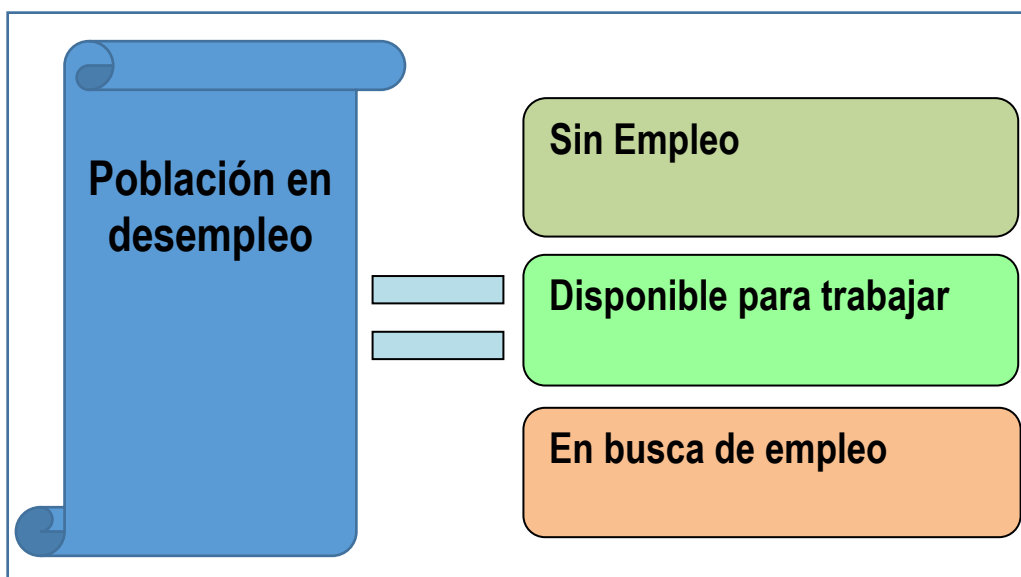 Población en
desempleo
Sin Empleo
Disponible para trabajar
En busca de empleo